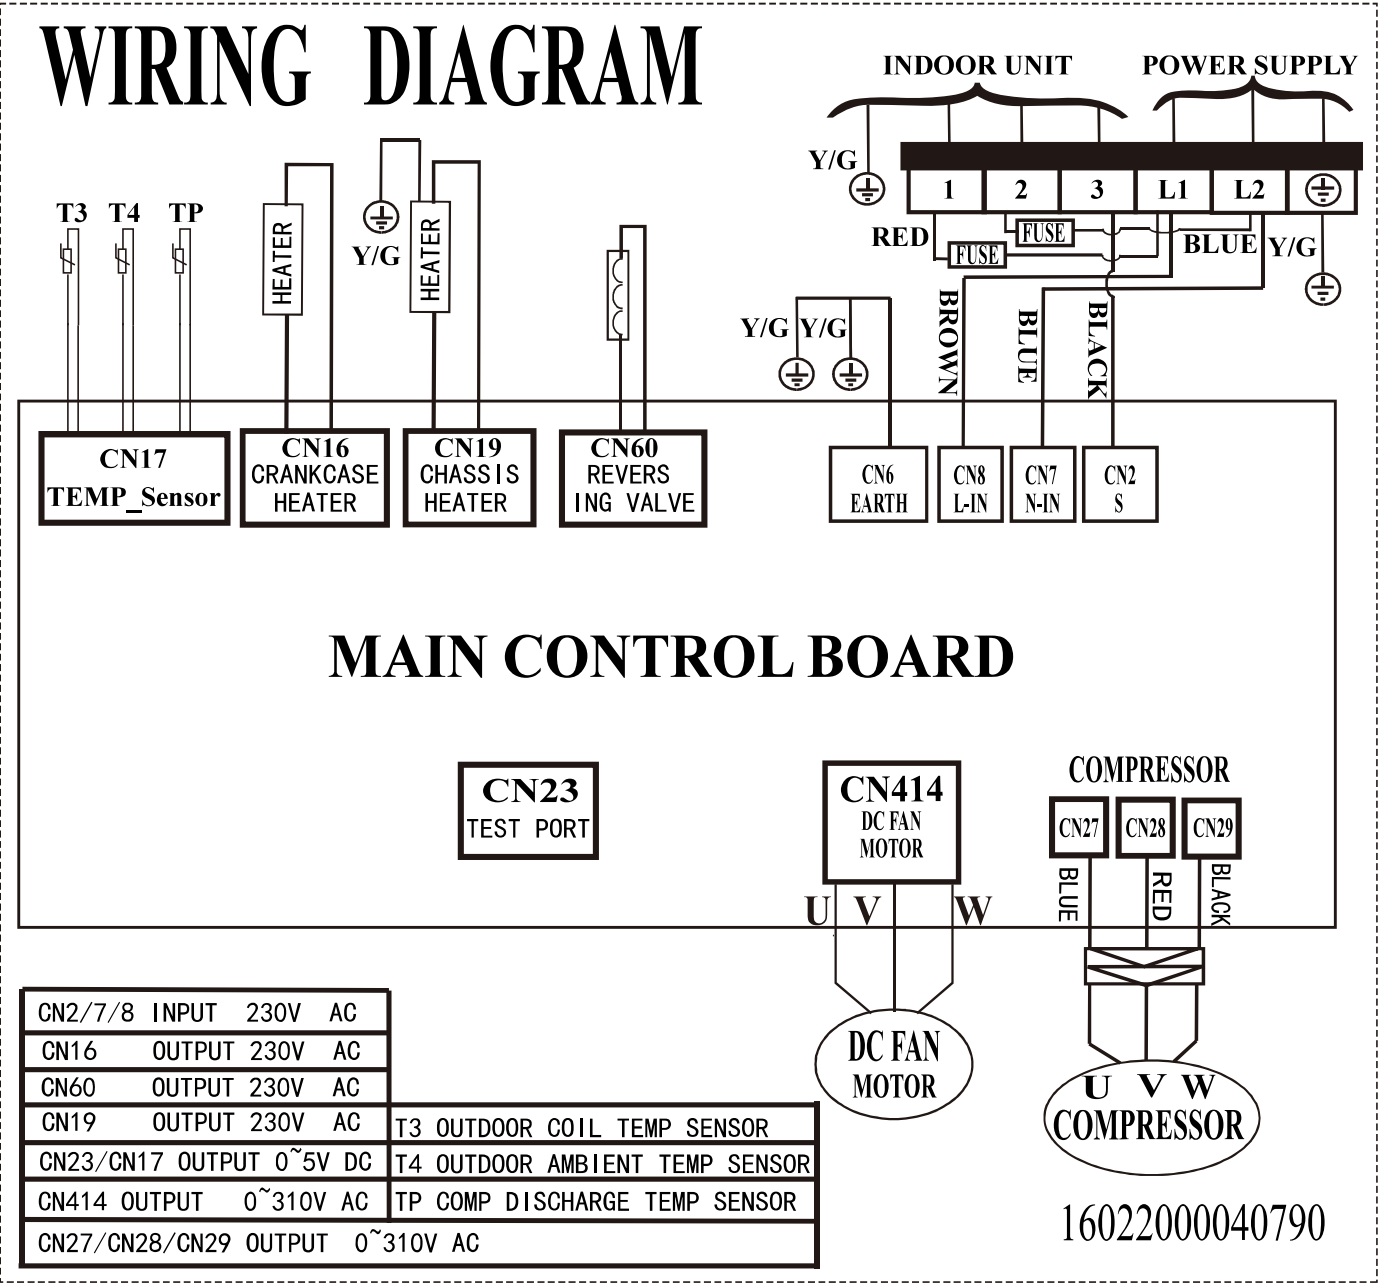 WIRING DIAGRAM
INDOOR UNIT
POWER SUPPLY
Y/G
1 2 3 L1 L2
RED
FUSE
FUSE
BLUE
Y/G
T3 T4 TP
HEATER
Y/G
HEATER
Y/G Y/G
BROWN
BLUE
BLACK
CN17
TEMP_Sensor
CN16
CRANKCASE
HEATER
CN19
CHASSIS
HEATER
CN60
REVERS
ING VALVE
CN6
EARTH
CN8
L-IN
CN7
N-IN
CN2
S
MAIN CONTROL BOARD
CN23
TEST PORT
CN414
DC FAN
MOTOR
U V W
DC FAN
MOTOR
COMPRESSOR
CN27 CN28 CN29
BLUE
RED
BLACK
U V W
COMPRESSOR
CN2/7/8 INPUT 230V AC
CN16 OUTPUT 230V AC
CN60 OUTPUT 230V AC
CN19 OUTPUT 230V AC
T3 OUTDOOR COIL TEMP SENSOR
CN23/CN17 OUTPUT 0~5V DC
T4 OUTDOOR AMBIENT TEMP SENSOR
CN414 OUTPUT 0~310V AC
TP COMP DISCHARGE TEMP SENSOR
CN27/CN28/CN29 OUTPUT 0~310V AC
16022000040790